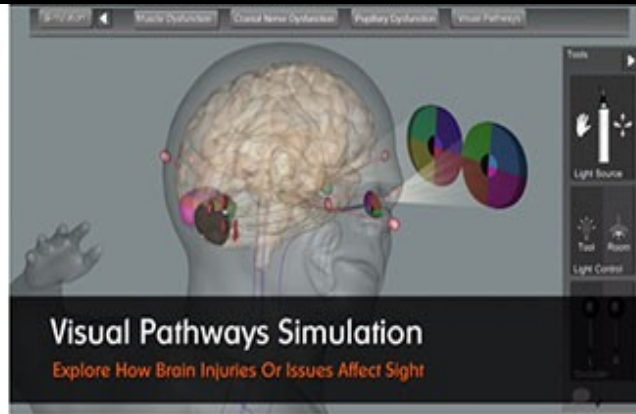 Simulation Muscle Dysfunction Cranial Nerve Dysfunction Pupillary Dysfunction Visual Pathways
Tools
Light Source
Tool Room
Light Control
Visual Pathways Simulation
Explore How Brain Injuries Or Issues Affect Sight